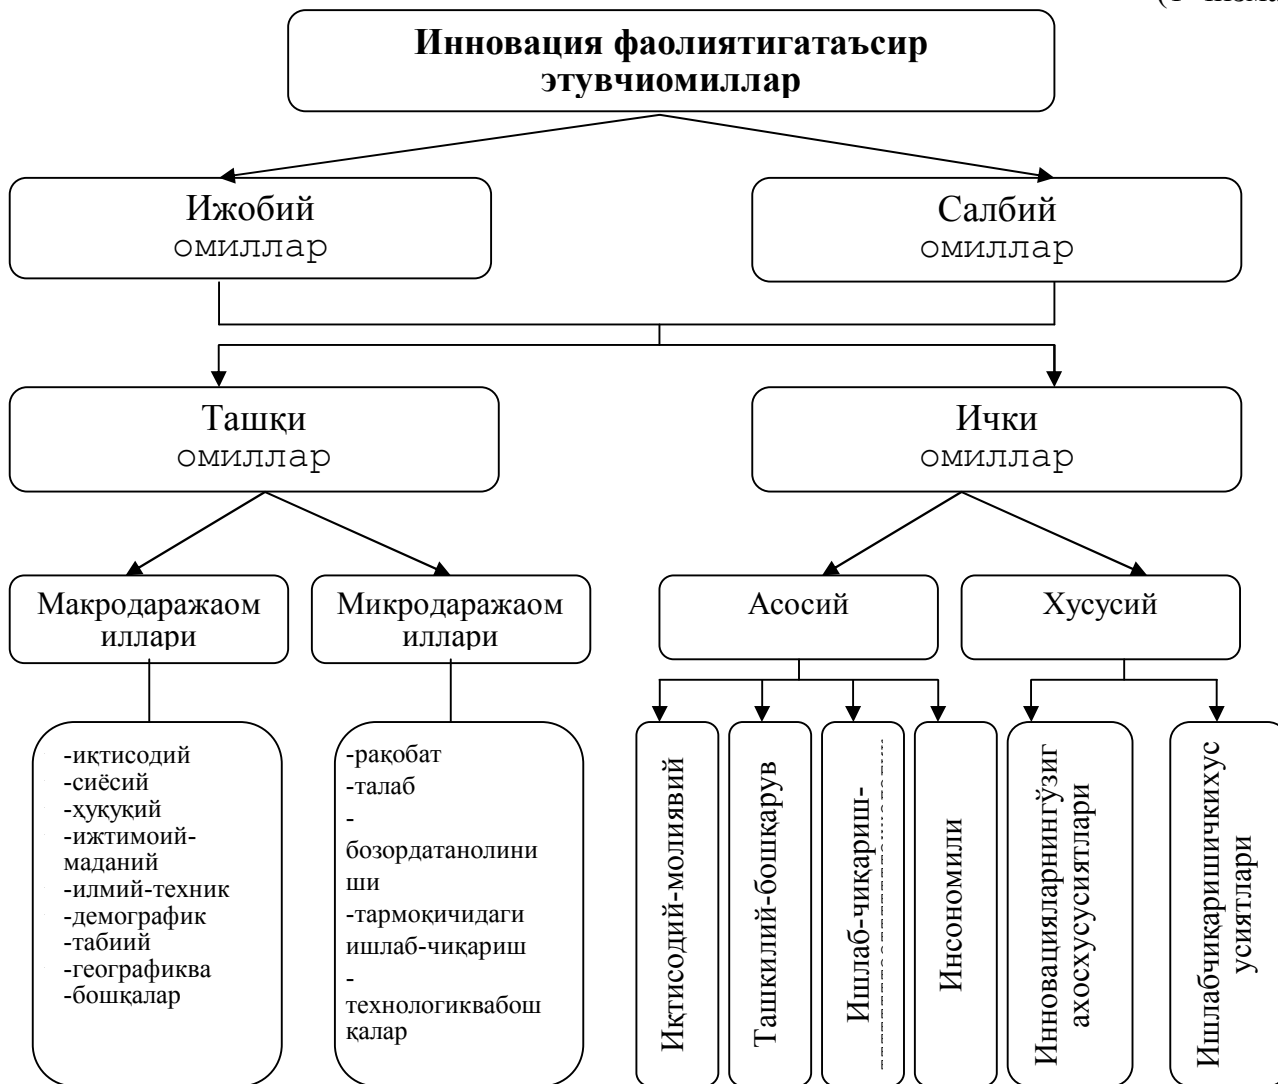 Инновация фаолиятигатаъсир
этувчиомиллар
Ижобий
омиллар
Салбий
омиллар
Ташқи
омиллар
Ички
омиллар
Макродаражаом
иллари
Микродаражаом
иллари
Асосий
Хусусий
-иқтисодий
-сиёсий
-ҳуқуқий
-ижтимоий-
маданий
-илмий-техник
-демографик
-табиий
-географиква
-бошқалар
-рақобат
-талаб
-
бозордатанолини
ши
-тармоқичидаги
ишлаб-чиқариш
-
технологиквабош
қалар
Иқтисодий-молиявий
Ташкилий-бошқарув
Ишлаб-чиқариш-
Инсономили
Инновацияларнингўзиг
ахосхусусиятлари
Ишлабчиқаришичкихус
усиятлари